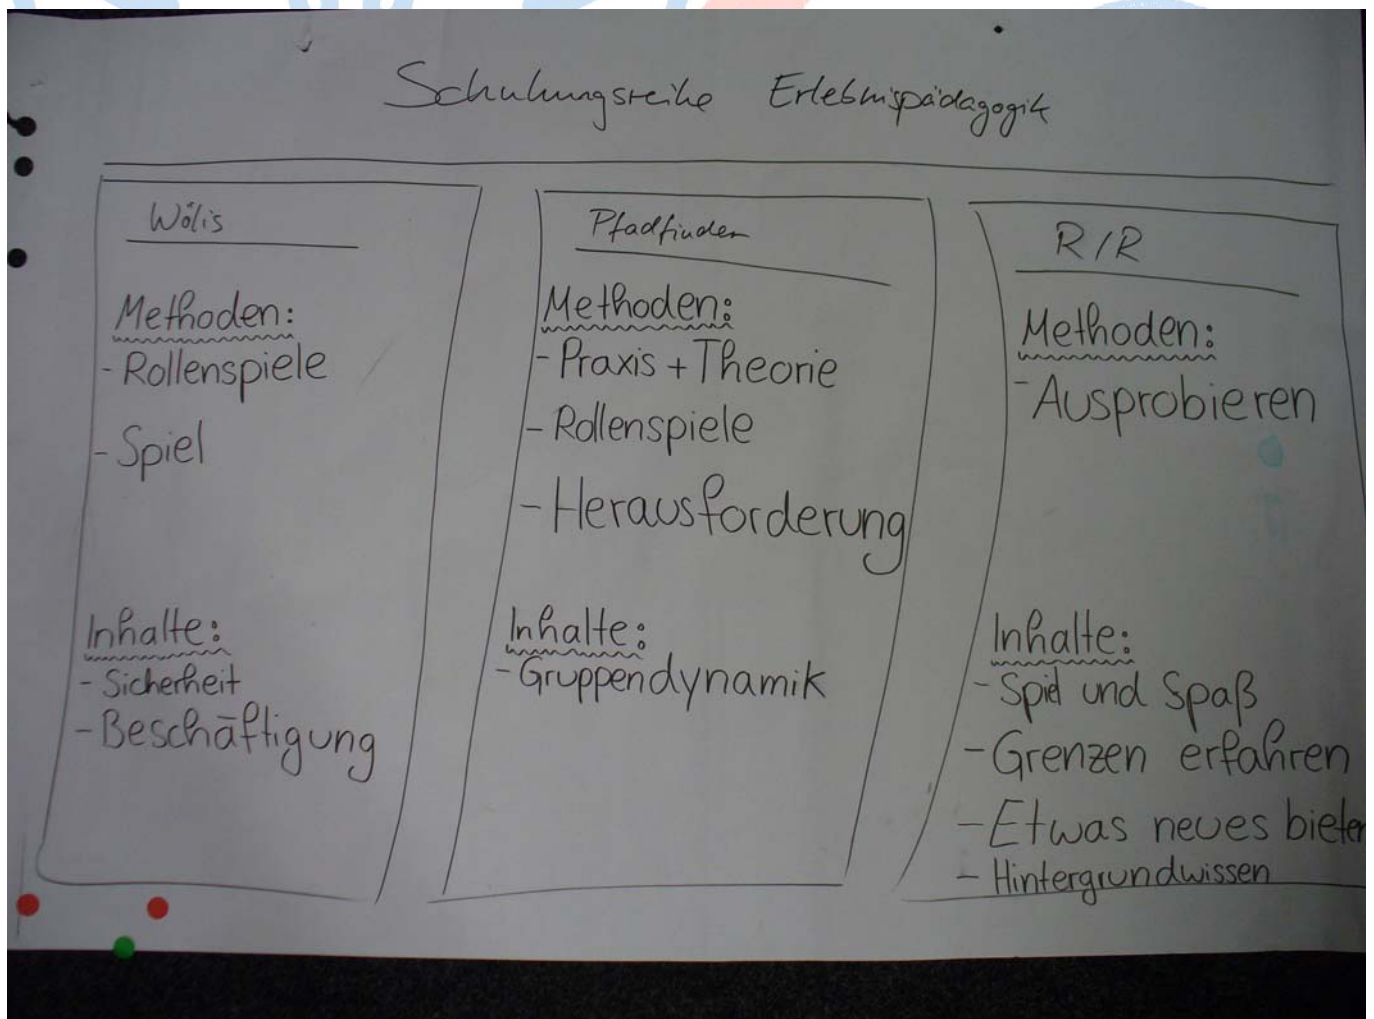 Schulungsreihe Erlebnispädagogik
Wölis
Methoden:
- Rollenspiele
- Spiel
Inhalte:
- Sicherheit
- Beschäftigung
Pfadfinder
Methoden:
- Praxis + Theorie
- Rollenspiele
- Herausforderung
Inhalte:
- Gruppendynamik
R/R
Methoden:
- Ausprobieren
Inhalte:
- Spiel und Spaß
- Grenzen erfahren
- Etwas neues bieten
- Hintergrundwissen